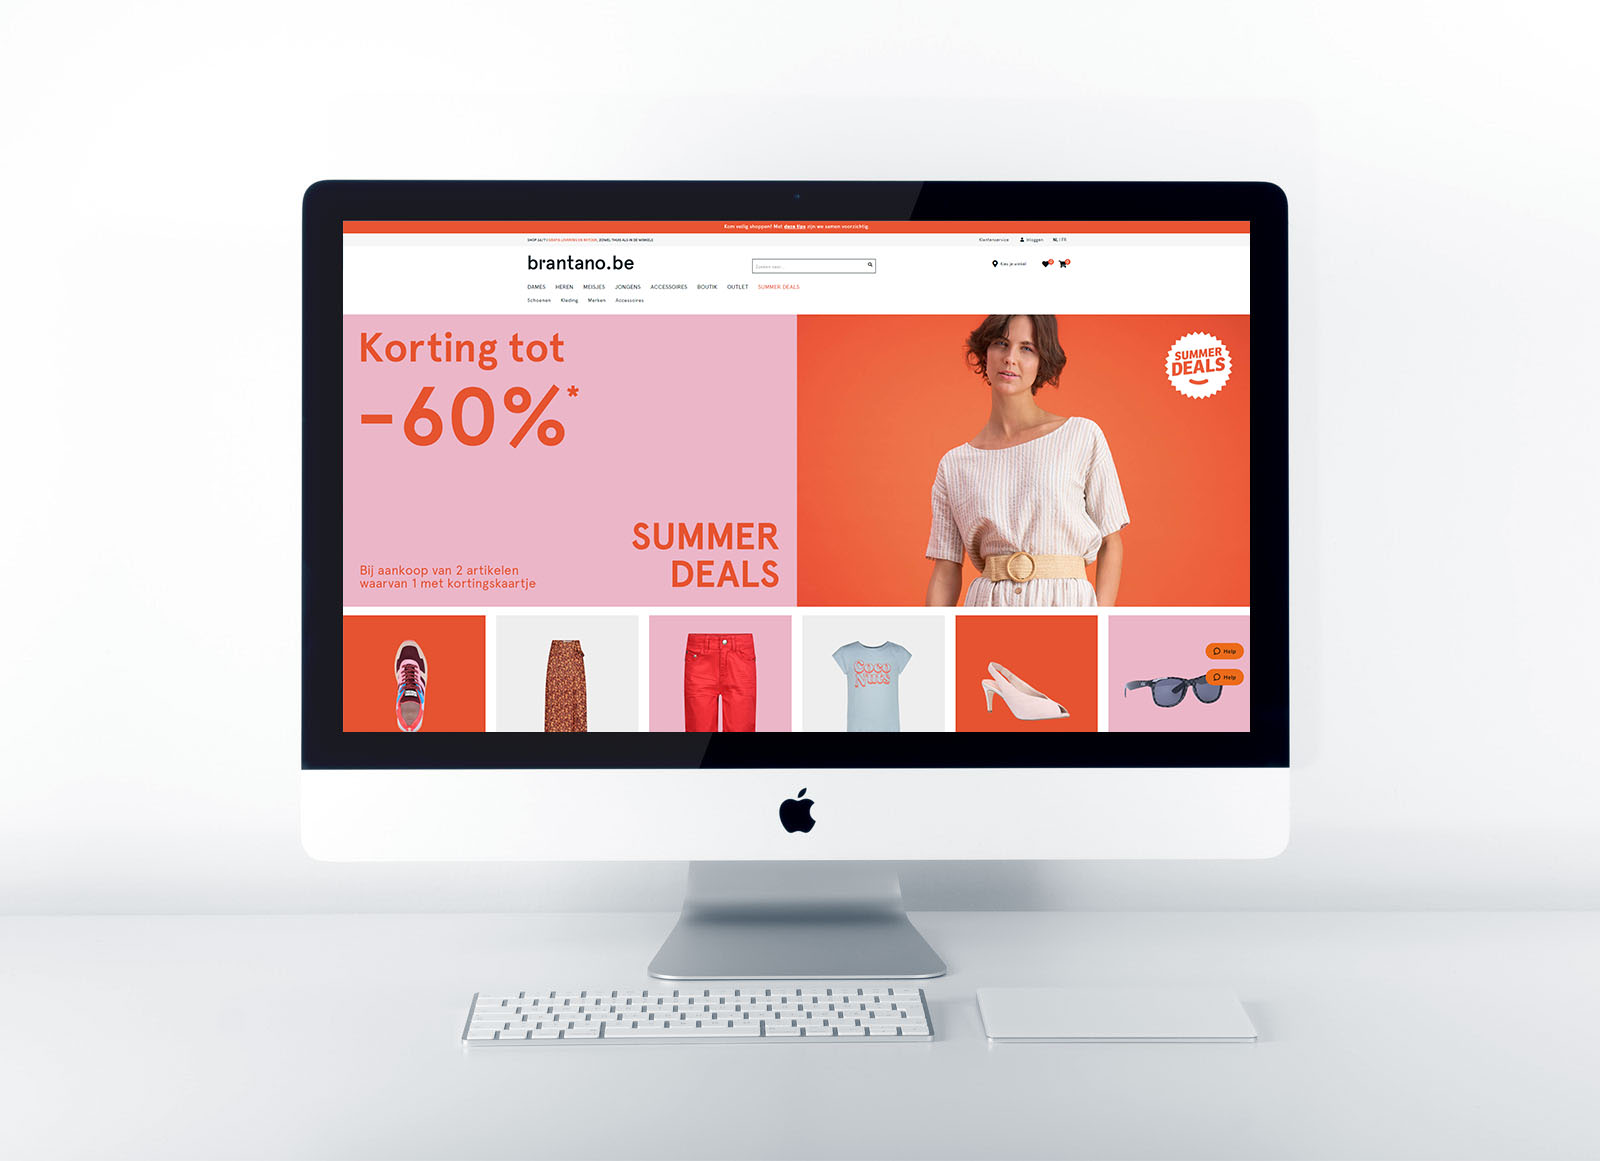 Kom veilig shoppen! Met deze tips zijn we samen voorzichtig.
SHOP 24/7 | GRATIS LEVERING EN RETOUR, ZOWEL THUIS ALS IN DE WINKELS
Klantenservice Inloggen NL | FR
brantano.be
Zoeken naar...
Kies je winkel
0 0
DAMES HEREN MEISJES JONGENS ACCESSOIRES BOUTIK OUTLET SUMMER DEALS
Schoenen Kleding Merken Accessoires
Korting tot
-60%*
SUMMER
DEALS
Bij aankoop van 2 artikelen
waarvan 1 met kortingskaartje
SUMMER
DEALS
Coco
Nuts
Help
Help